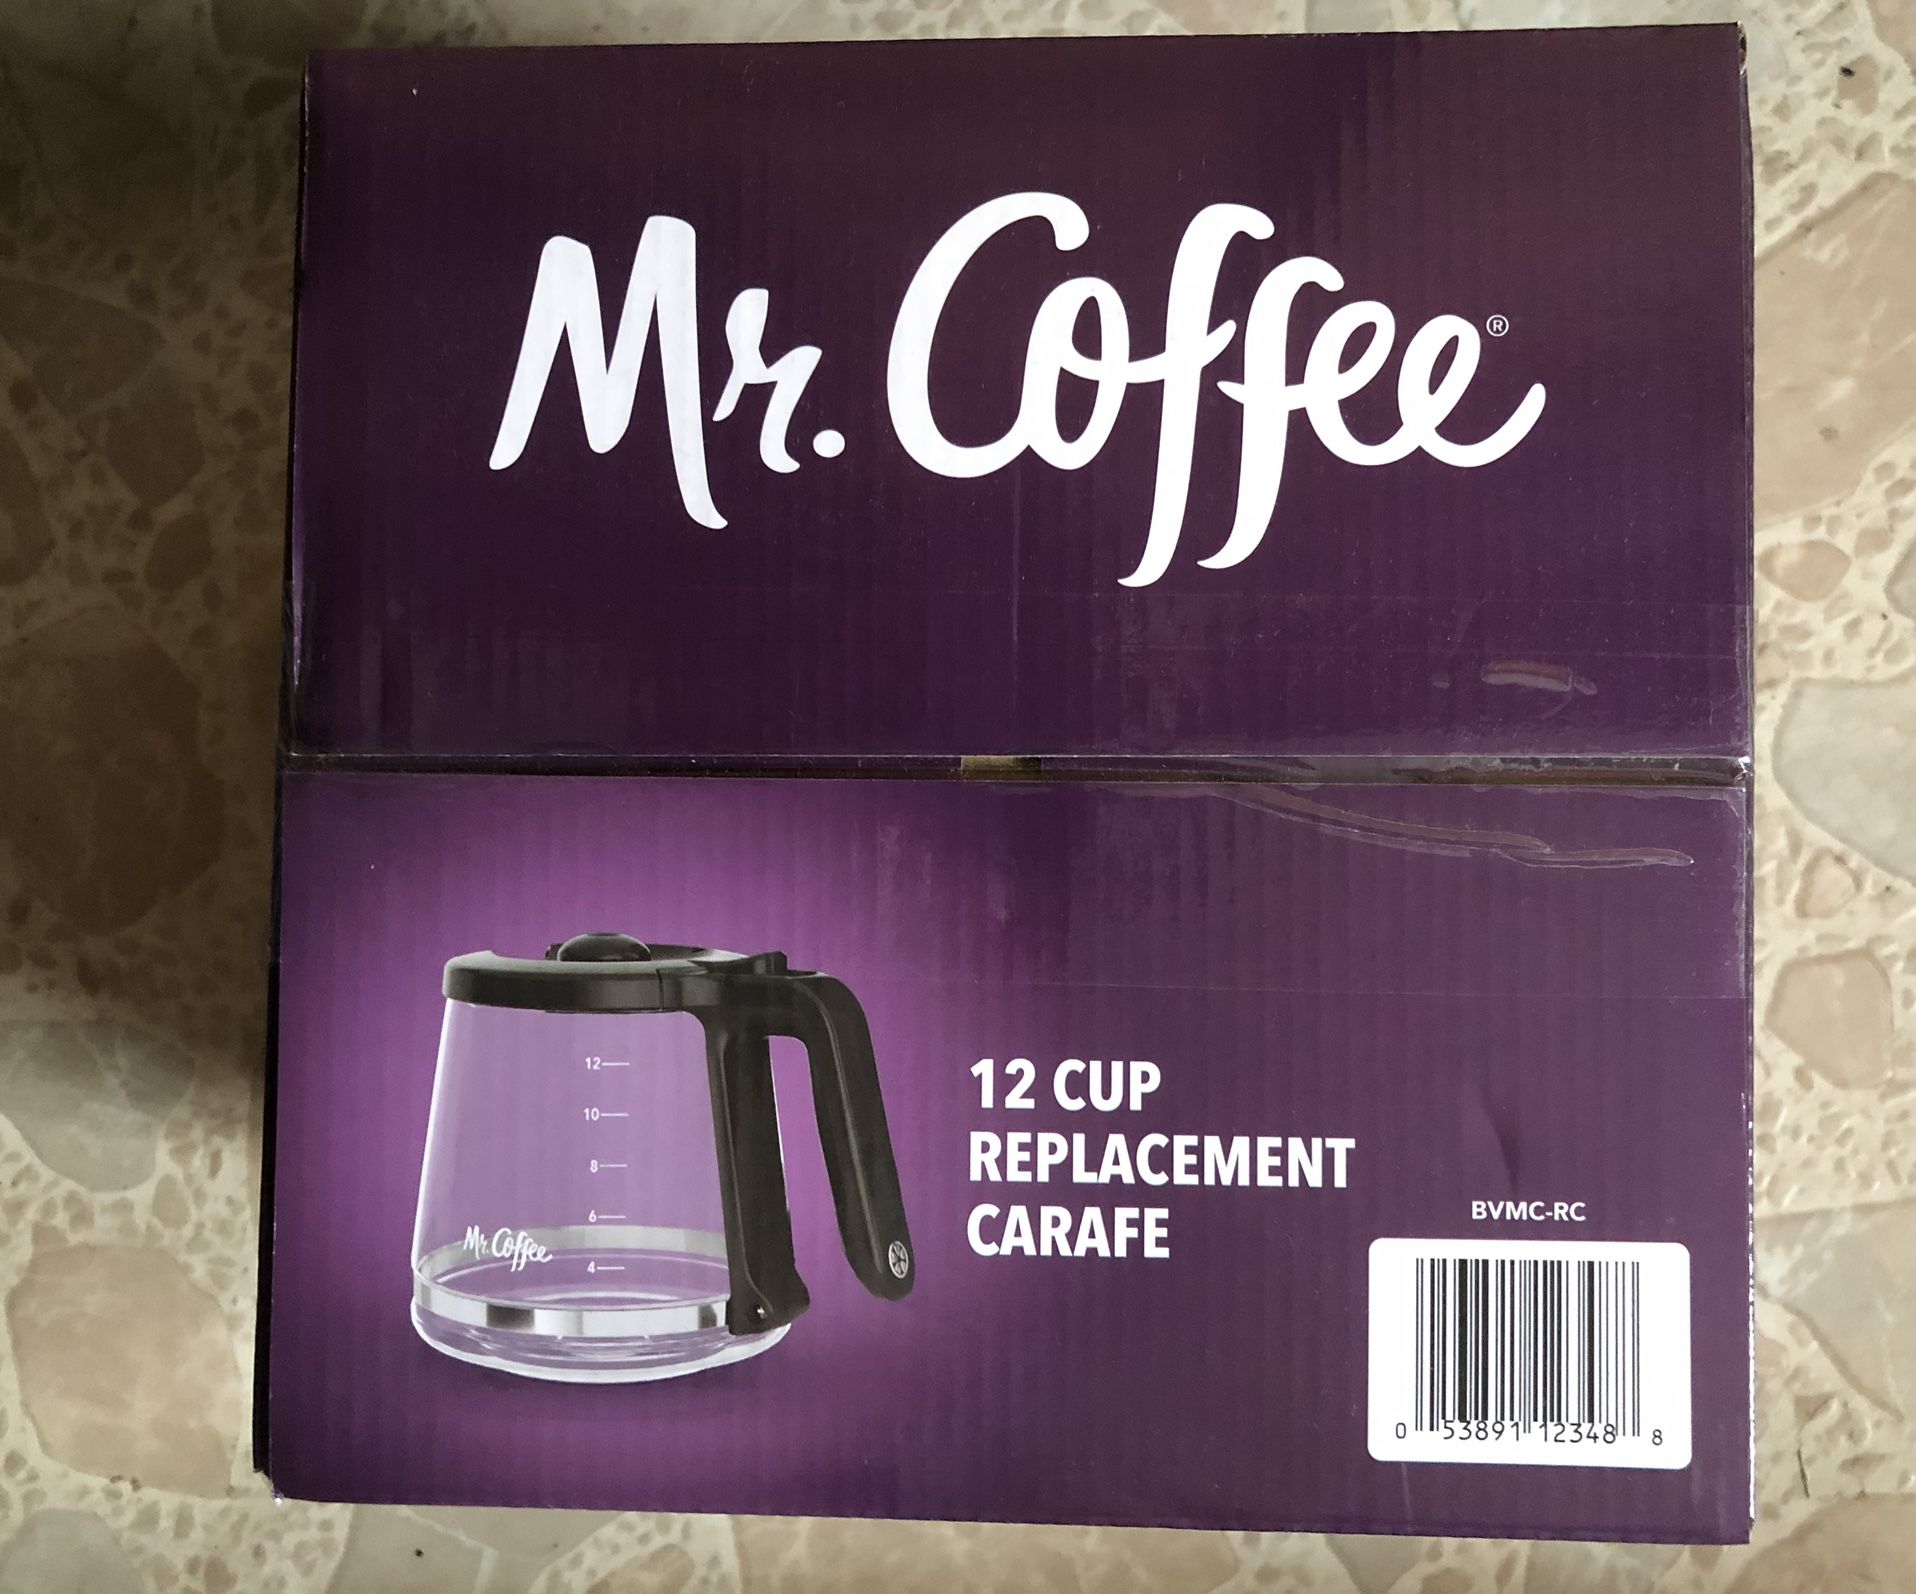 Mr. Coffee®
12
10
8
6
Mr. Coffee
4
12 CUP
REPLACEMENT
CARAFE
BVMC-RC
0 53891 12348 8